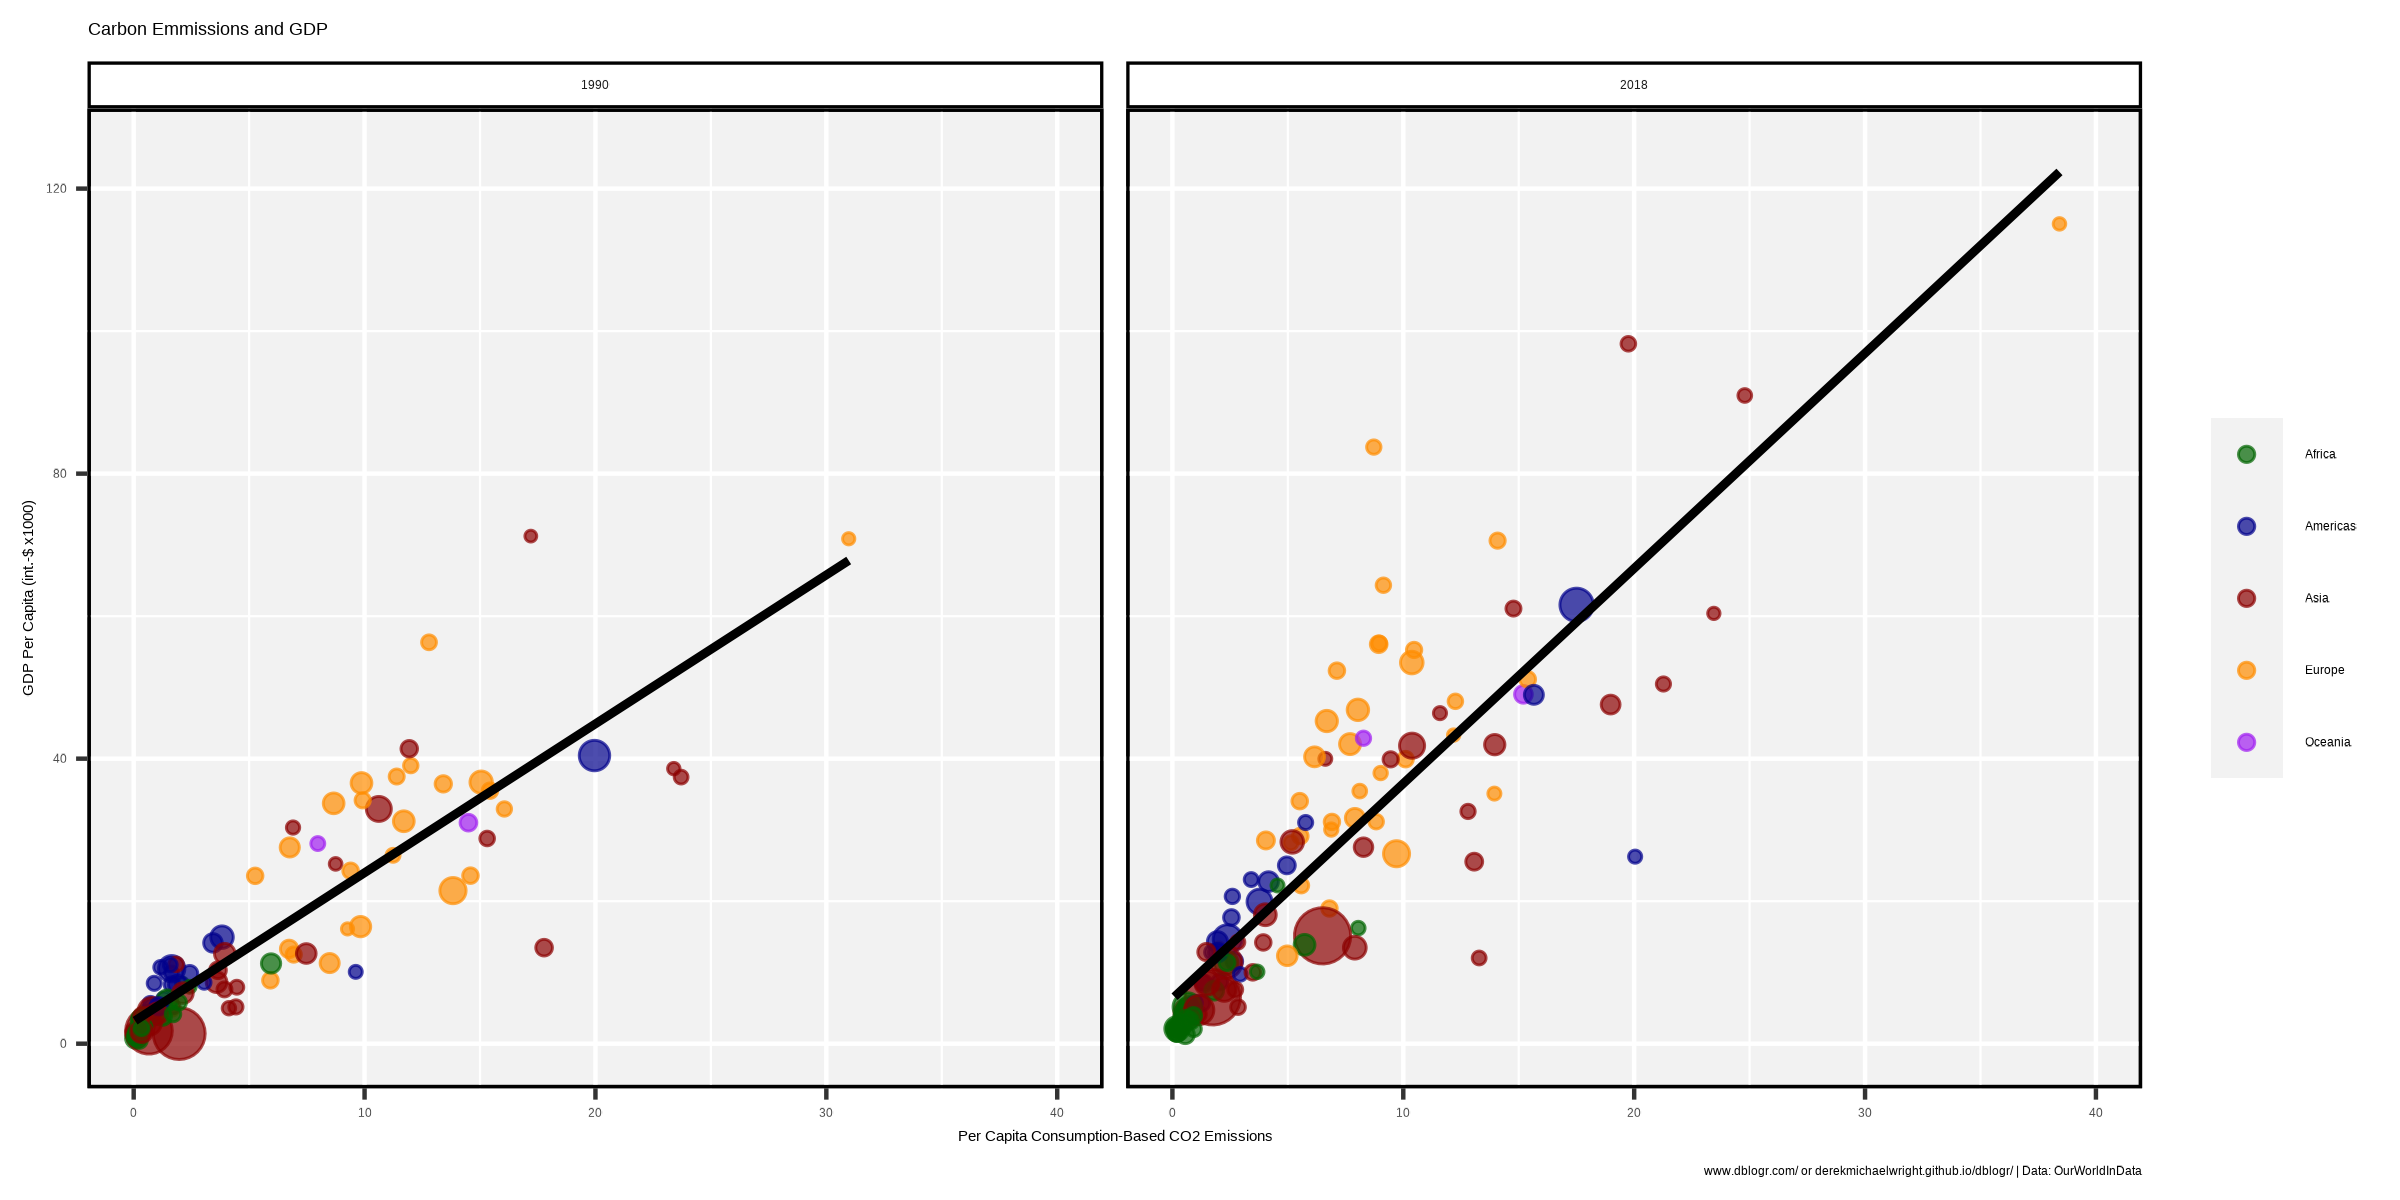 Carbon Emmissions and GDP
1990
2018
120
80
40
0
GDP Per Capita (int.-$ x1000)
0 10 20 30 40
0 10 20 30 40
Per Capita Consumption-Based CO2 Emissions
Africa
Americas
Asia
Europe
Oceania
www.dblogr.com/ or derekmichaelwright.github.io/dblogr/ | Data: OurWorldInData